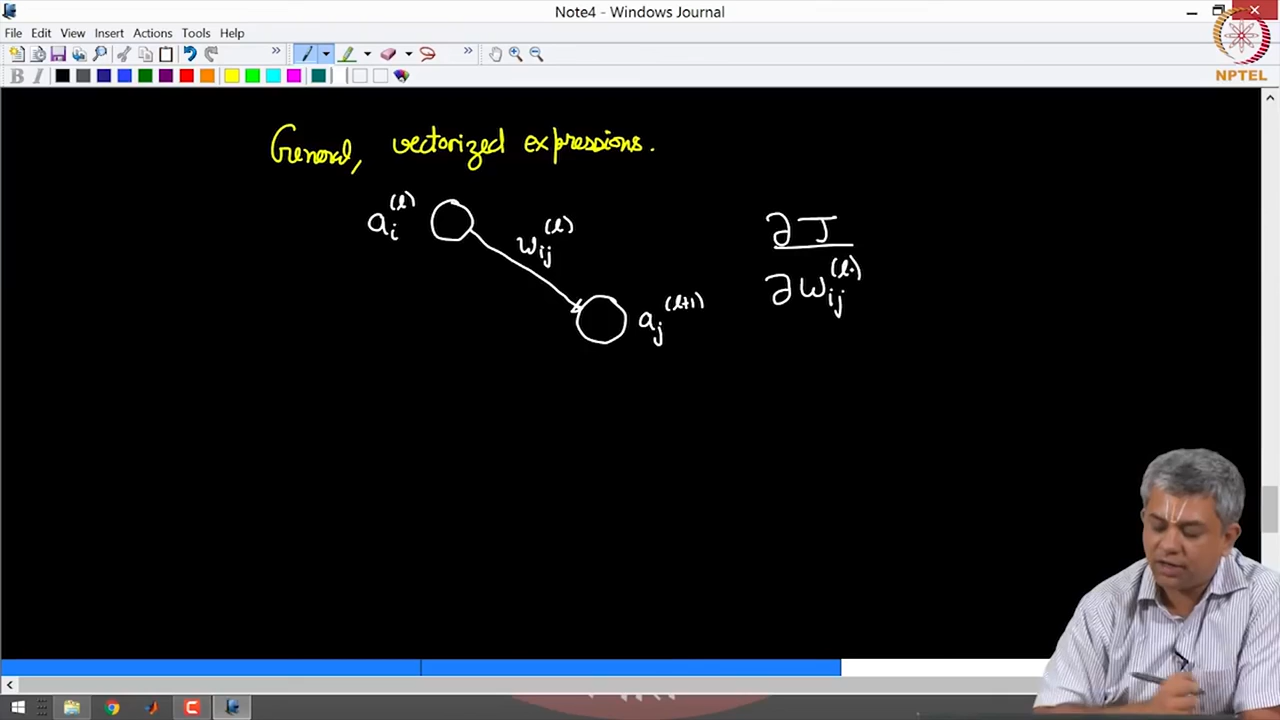 Note4 - Windows Journal
File Edit View Insert Actions Tools Help
NPTEL
General, vectorized expressions.
a_i^(l)
w_ij^(l)
a_j^(l+1)
∂J
∂w_ij^(l)